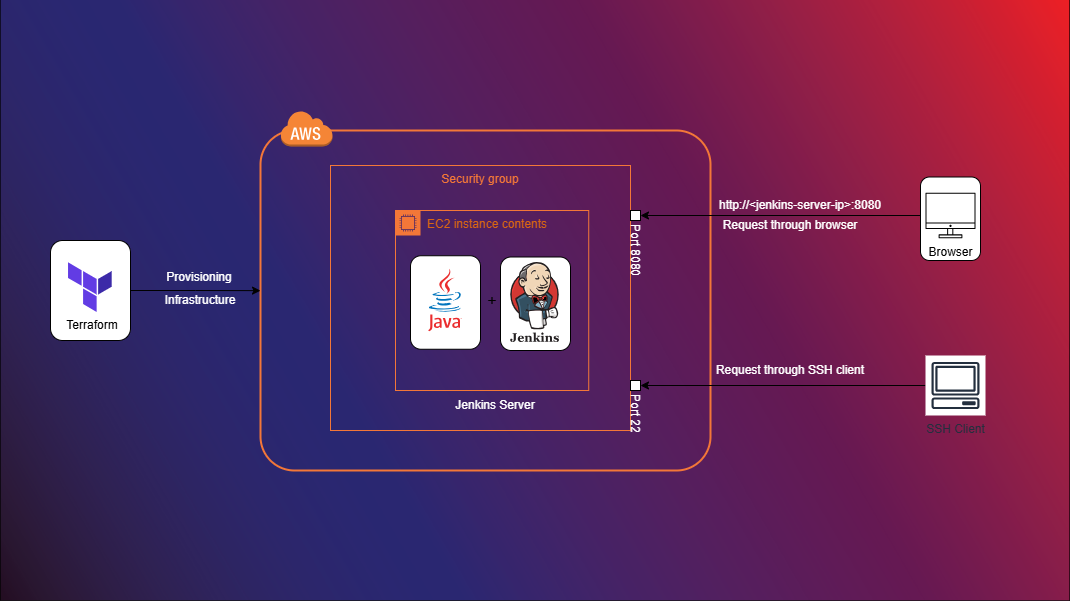 AWS
Security group
EC2 instance contents
Java
+
Jenkins
Jenkins Server
Port 8080
Port 22
Provisioning
Infrastructure
Terraform
http://<jenkins-server-ip>:8080
Request through browser
Browser
Request through SSH client
SSH Client